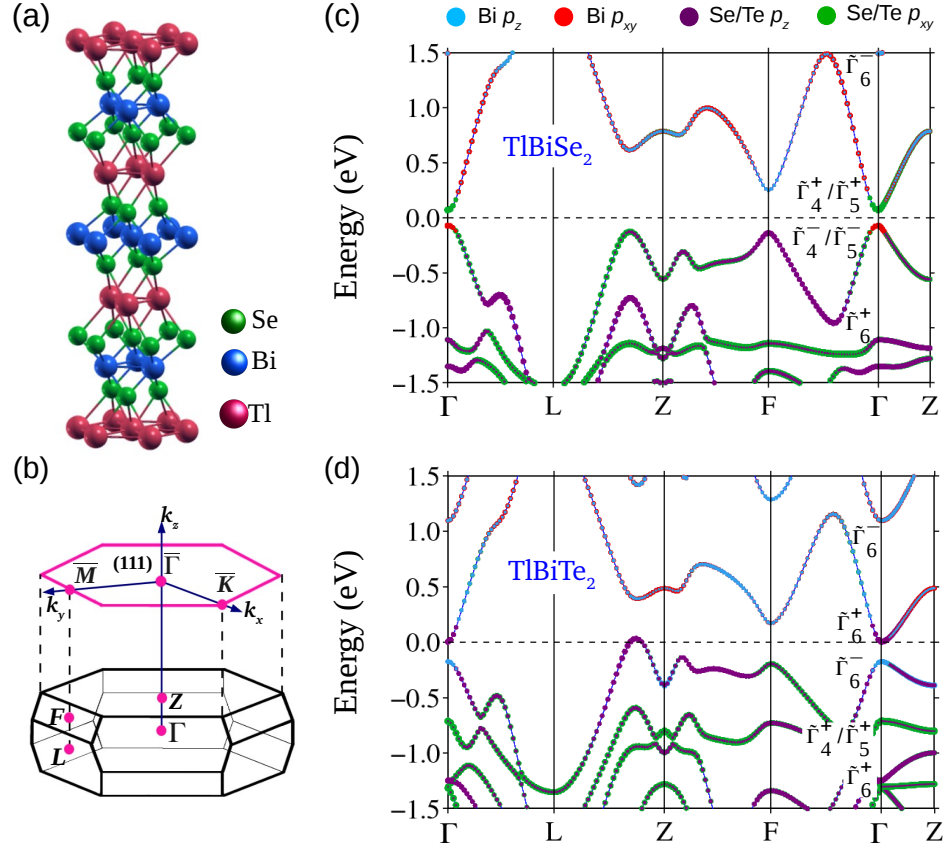 (a)
Se
Bi
Tl
(b)
k_z
(111)
Γ̅
M̅
K̅
k_y
k_x
Z
F
Γ
L
(c)
Bi p_z
Bi p_xy
Se/Te p_z
Se/Te p_xy
Energy (eV)
1.5
1.0
0.5
0.0
−0.5
−1.0
−1.5
TlBiSe₂
Γ̃₆⁻
Γ̃₄⁺/Γ̃₅⁺
Γ̃₄⁻/Γ̃₅⁻
Γ̃₆⁺
Γ L Z F Γ Z
(d)
Energy (eV)
1.5
1.0
0.5
0.0
−0.5
−1.0
−1.5
TlBiTe₂
Γ̃₆⁻
Γ̃₆⁺
Γ̃₆⁻
Γ̃₄⁺/Γ̃₅⁺
Γ̃₆⁺
Γ L Z F Γ Z